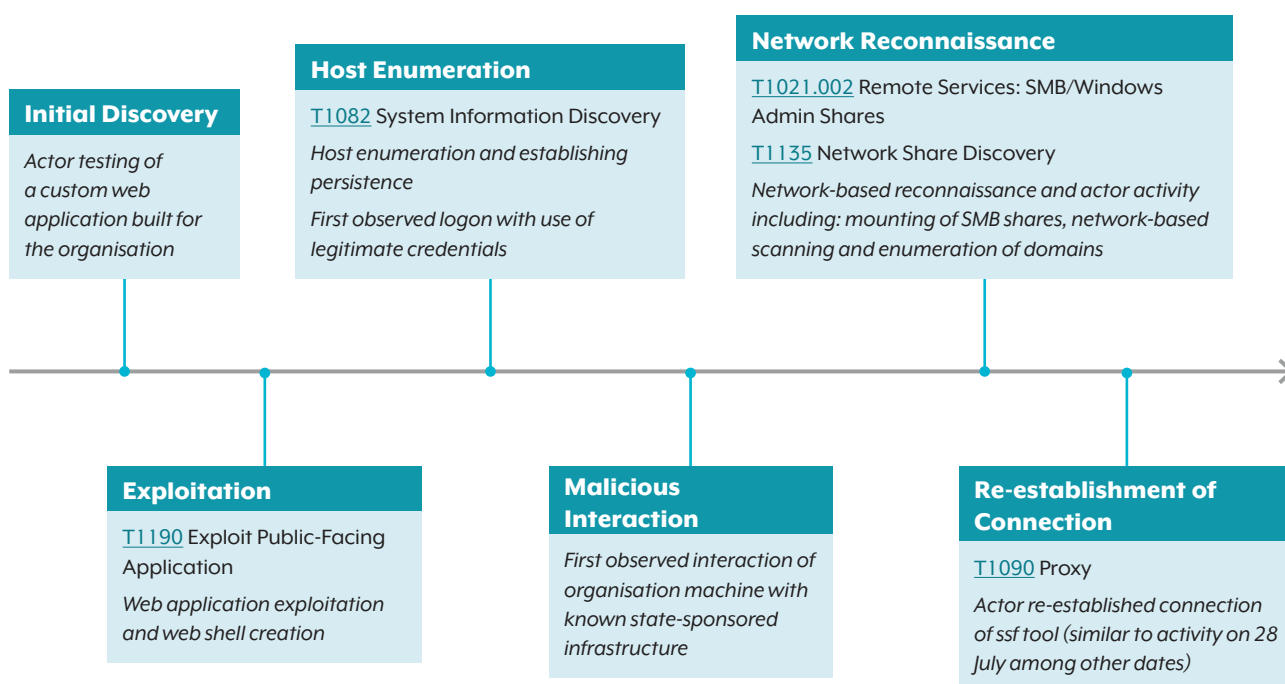 Initial Discovery
Actor testing of
a custom web
application built for
the organisation
Exploitation
T1190 Exploit Public-Facing
Application
Web application exploitation
and web shell creation
Host Enumeration
T1082 System Information Discovery
Host enumeration and establishing
persistence
First observed logon with use of
legitimate credentials
Malicious
Interaction
First observed interaction of
organisation machine with
known state-sponsored
infrastructure
Network Reconnaissance
T1021.002 Remote Services: SMB/Windows
Admin Shares
T1135 Network Share Discovery
Network-based reconnaissance and actor activity
including: mounting of SMB shares, network-based
scanning and enumeration of domains
Re-establishment of
Connection
T1090 Proxy
Actor re-established connection
of ssf tool (similar to activity on 28
July among other dates)